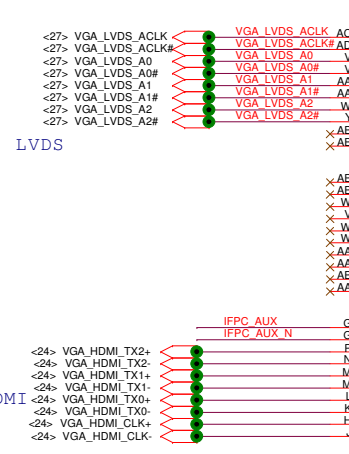 <27> VGA_LVDS_ACLK VGA_LVDS_ACLK
<27> VGA_LVDS_ACLK# VGA_LVDS_ACLK#
<27> VGA_LVDS_A0 VGA_LVDS_A0
<27> VGA_LVDS_A0# VGA_LVDS_A0#
<27> VGA_LVDS_A1 VGA_LVDS_A1
<27> VGA_LVDS_A1# VGA_LVDS_A1#
<27> VGA_LVDS_A2 VGA_LVDS_A2
<27> VGA_LVDS_A2# VGA_LVDS_A2#
LVDS
IFPC_AUX
IFPC_AUX_N
<24> VGA_HDMI_TX2+
<24> VGA_HDMI_TX2-
<24> VGA_HDMI_TX1+
<24> VGA_HDMI_TX1-
<24> VGA_HDMI_TX0+
<24> VGA_HDMI_TX0-
<24> VGA_HDMI_CLK+
<24> VGA_HDMI_CLK-